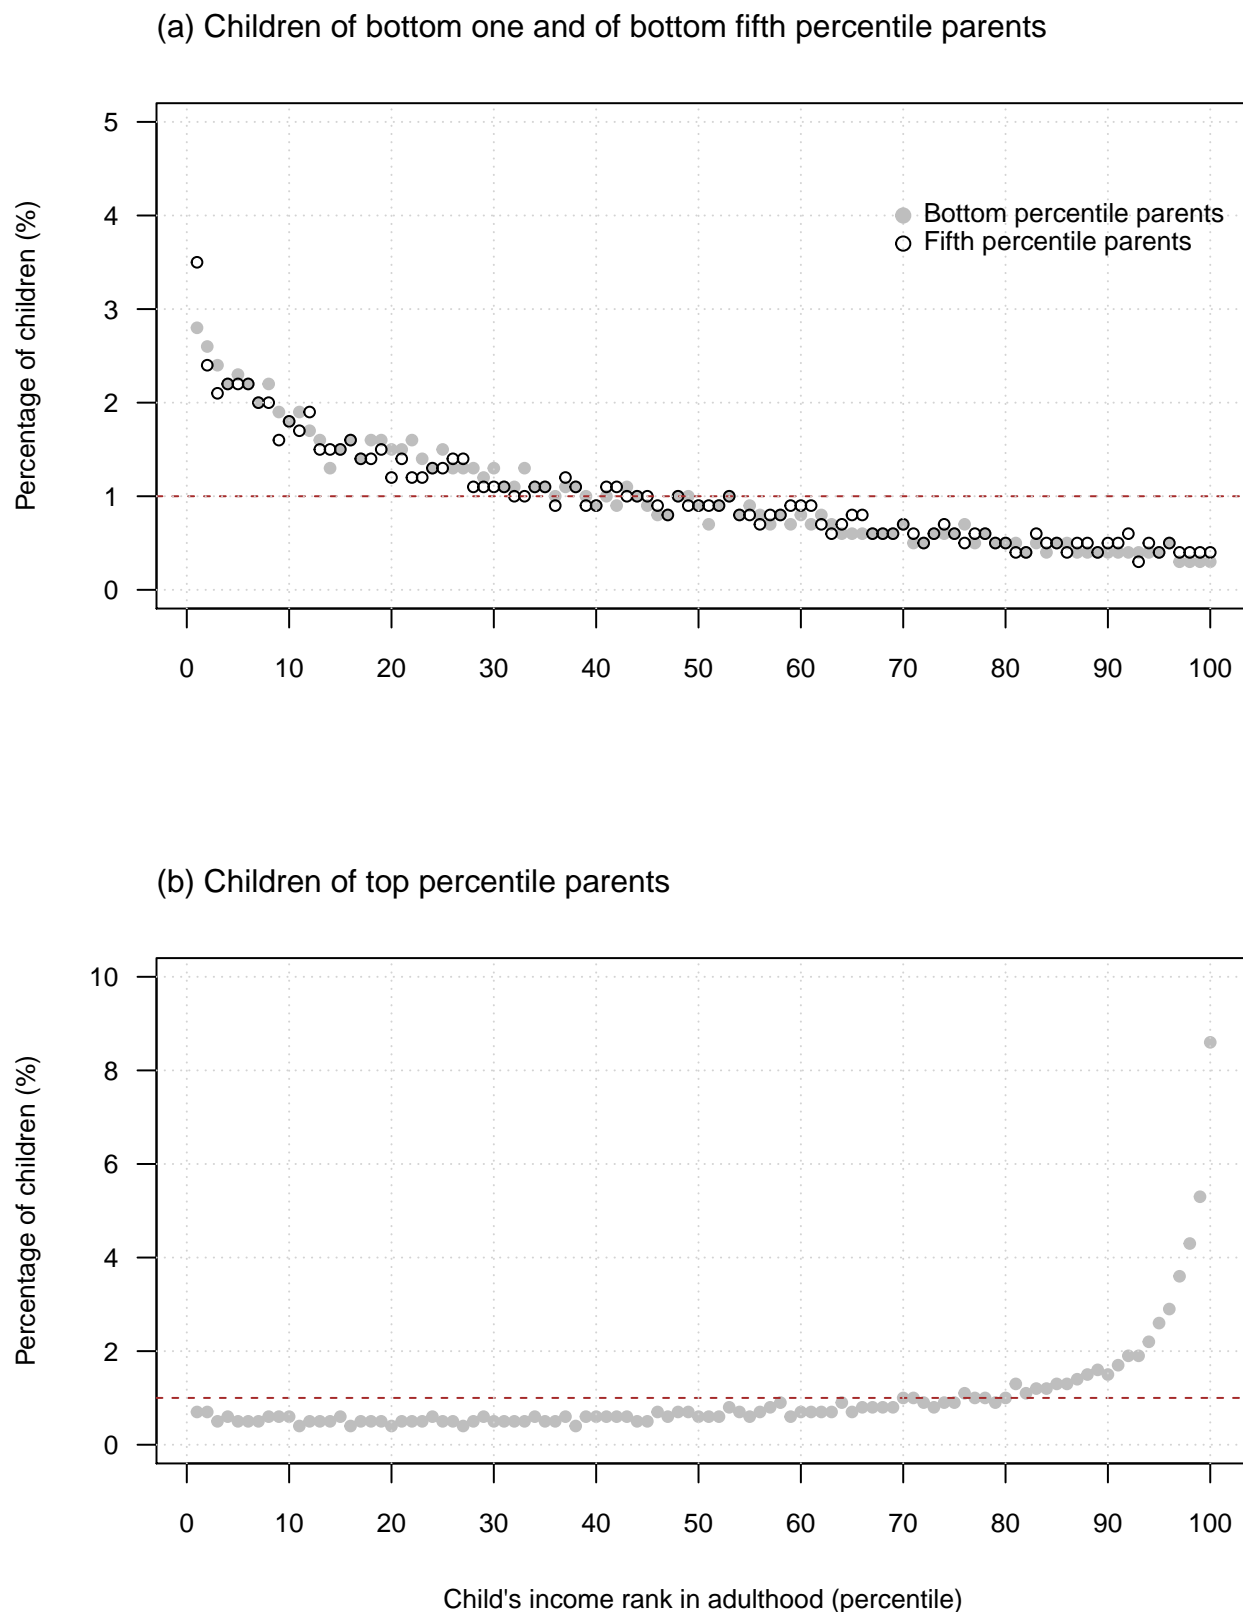 (a) Children of bottom one and of bottom fifth percentile parents
Percentage of children (%)
5
4
3
2
1
0
Bottom percentile parents
Fifth percentile parents
0 10 20 30 40 50 60 70 80 90 100
(b) Children of top percentile parents
Percentage of children (%)
10
8
6
4
2
0
0 10 20 30 40 50 60 70 80 90 100
Child's income rank in adulthood (percentile)